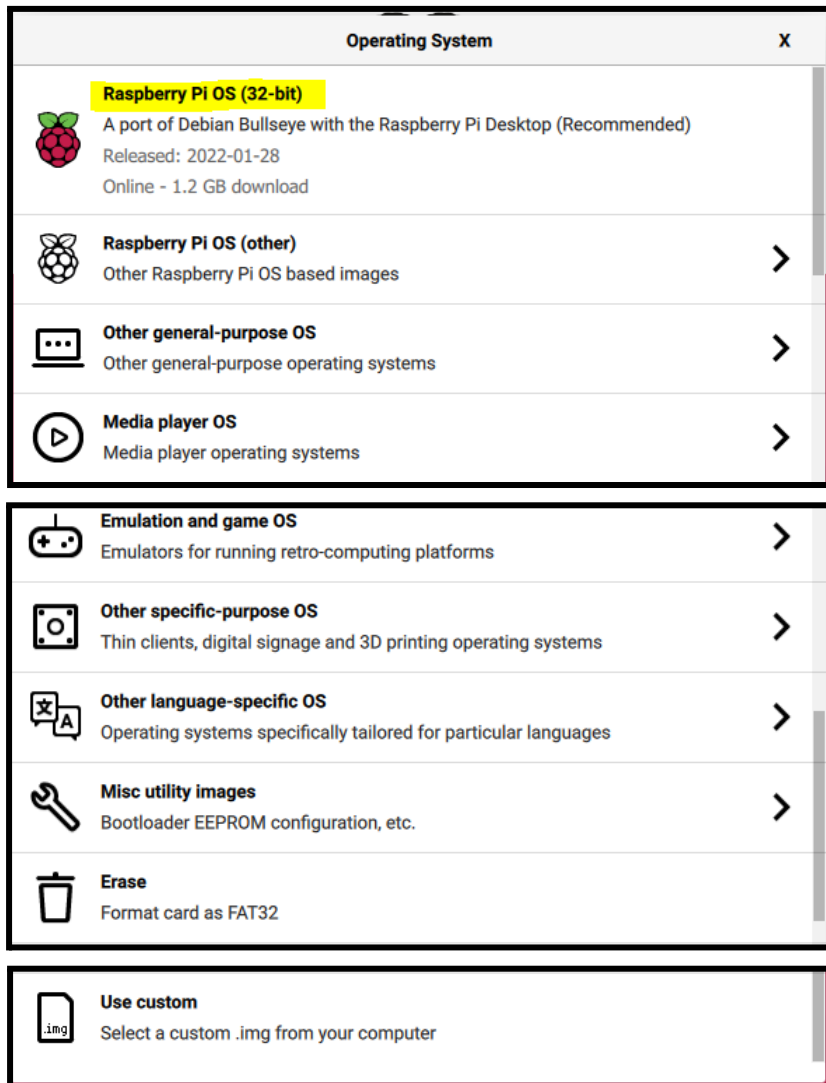 Operating System X
Raspberry Pi OS (32-bit)
A port of Debian Bullseye with the Raspberry Pi Desktop (Recommended)
Released: 2022-01-28
Online - 1.2 GB download
Raspberry Pi OS (other)
Other Raspberry Pi OS based images
Other general-purpose OS
Other general-purpose operating systems
Media player OS
Media player operating systems
Emulation and game OS
Emulators for running retro-computing platforms
Other specific-purpose OS
Thin clients, digital signage and 3D printing operating systems
文
A
Other language-specific OS
Operating systems specifically tailored for particular languages
Misc utility images
Bootloader EEPROM configuration, etc.
Erase
Format card as FAT32
.img
Use custom
Select a custom .img from your computer